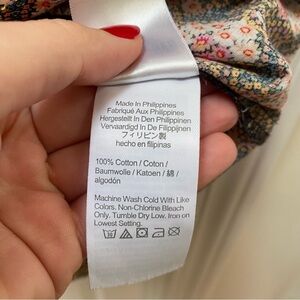 Made In Philippines
Fabriqué Aux Philippines
Hergestellt In Den Philippinen
Vervaardigd In De Filippijnen
フィリピン製
hecho en filipinas
100% Cotton / Coton /
Baumwolle / Katoen / 綿 /
algodón
Machine Wash Cold With Like
Colors. Non-Chlorine Bleach
Only. Tumble Dry Low. Iron on
Lowest Setting.